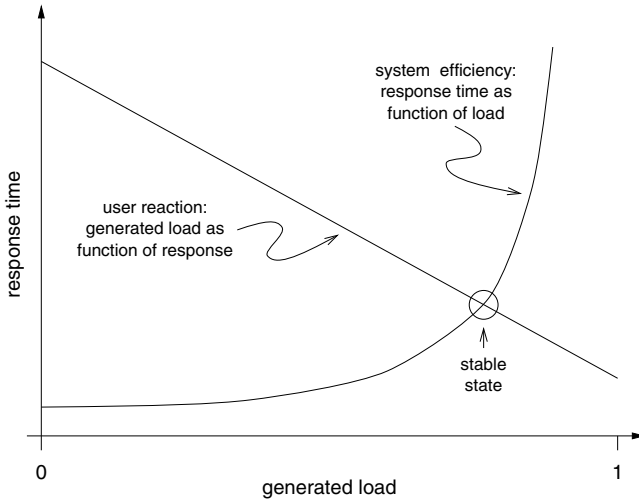 system efficiency:
response time as
function of load
user reaction:
generated load as
function of response
response time
stable
state
0
1
generated load